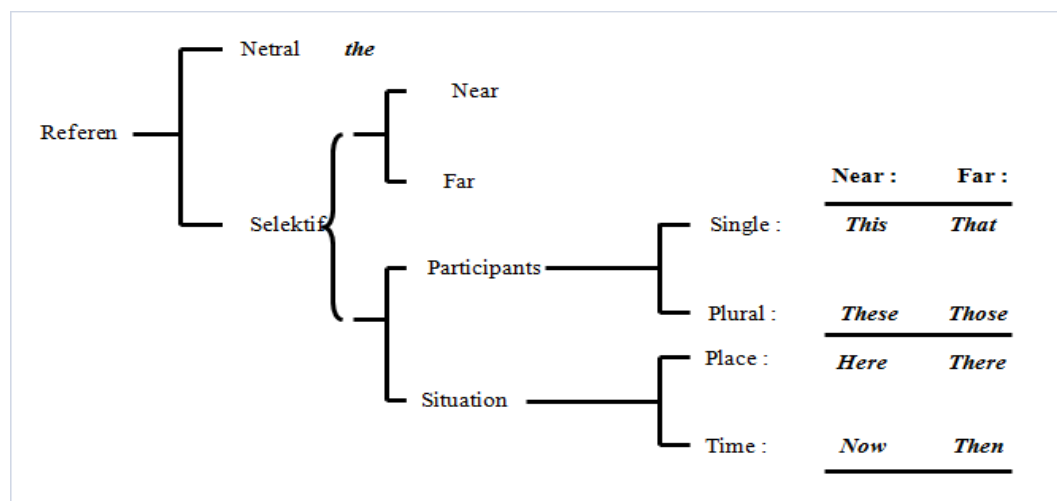 Netral the
Near
Referen
Far
Near : Far :
Selektif
Single : This That
Participants
Plural : These Those
Place : Here There
Situation
Time : Now Then